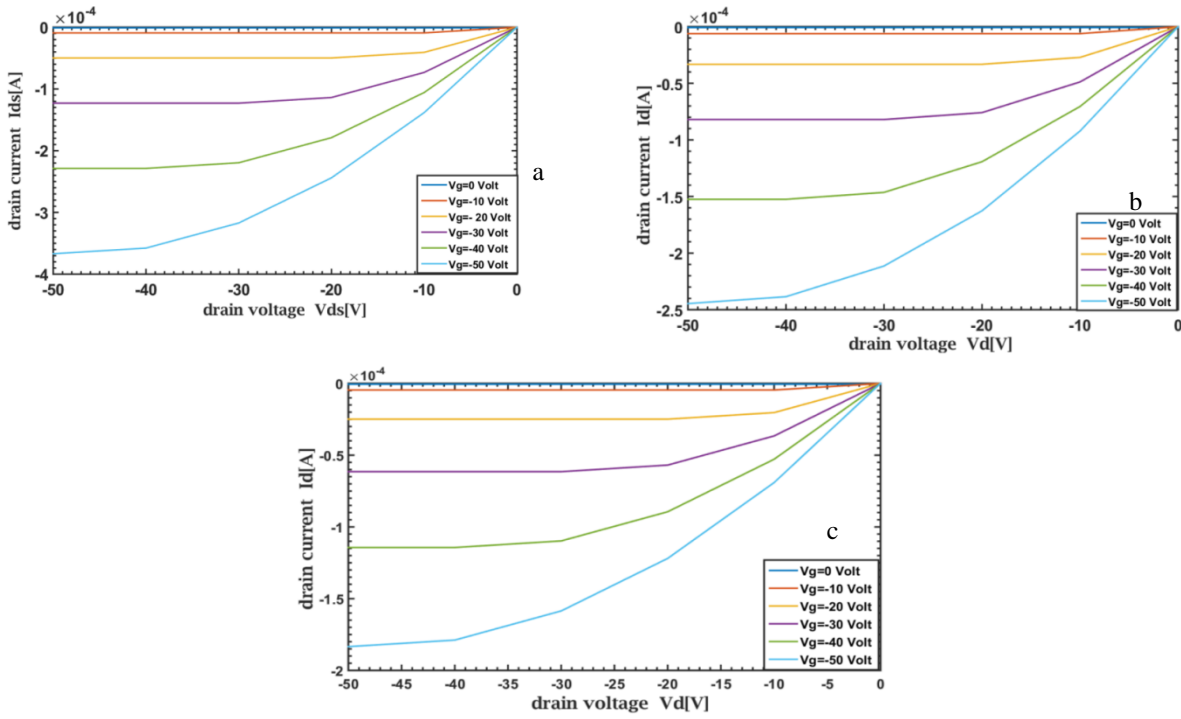 ×10⁻⁴
0
-1
-2
-3
-4
-50
-40
-30
-20
-10
0
drain current Ids[A]
drain voltage Vds[V]
Vg=0 Volt
Vg=-10 Volt
Vg=- 20 Volt
Vg=-30 Volt
Vg=-40 Volt
Vg=-50 Volt
a
×10⁻⁴
0
-0.5
-1
-1.5
-2
-2.5
-50
-40
-30
-20
-10
0
drain current Id[A]
drain voltage Vd[V]
Vg=0 Volt
Vg=-10 Volt
Vg=-20 Volt
Vg=-30 Volt
Vg=-40 Volt
Vg=-50 Volt
b
×10⁻⁴
0
-0.5
-1
-1.5
-2
-50
-45
-40
-35
-30
-25
-20
-15
-10
-5
0
drain current Id[A]
drain voltage Vd[V]
Vg=0 Volt
Vg=-10 Volt
Vg=-20 Volt
Vg=-30 Volt
Vg=-40 Volt
Vg=-50 Volt
c